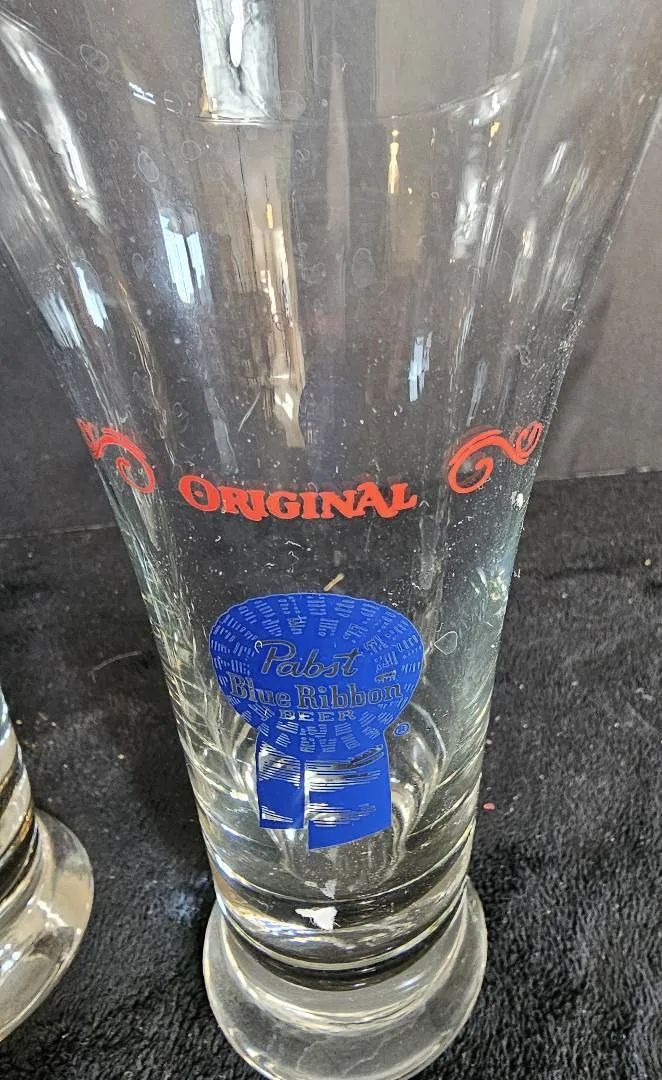 ORIGINAL
Pabst
Blue Ribbon
BEER
®